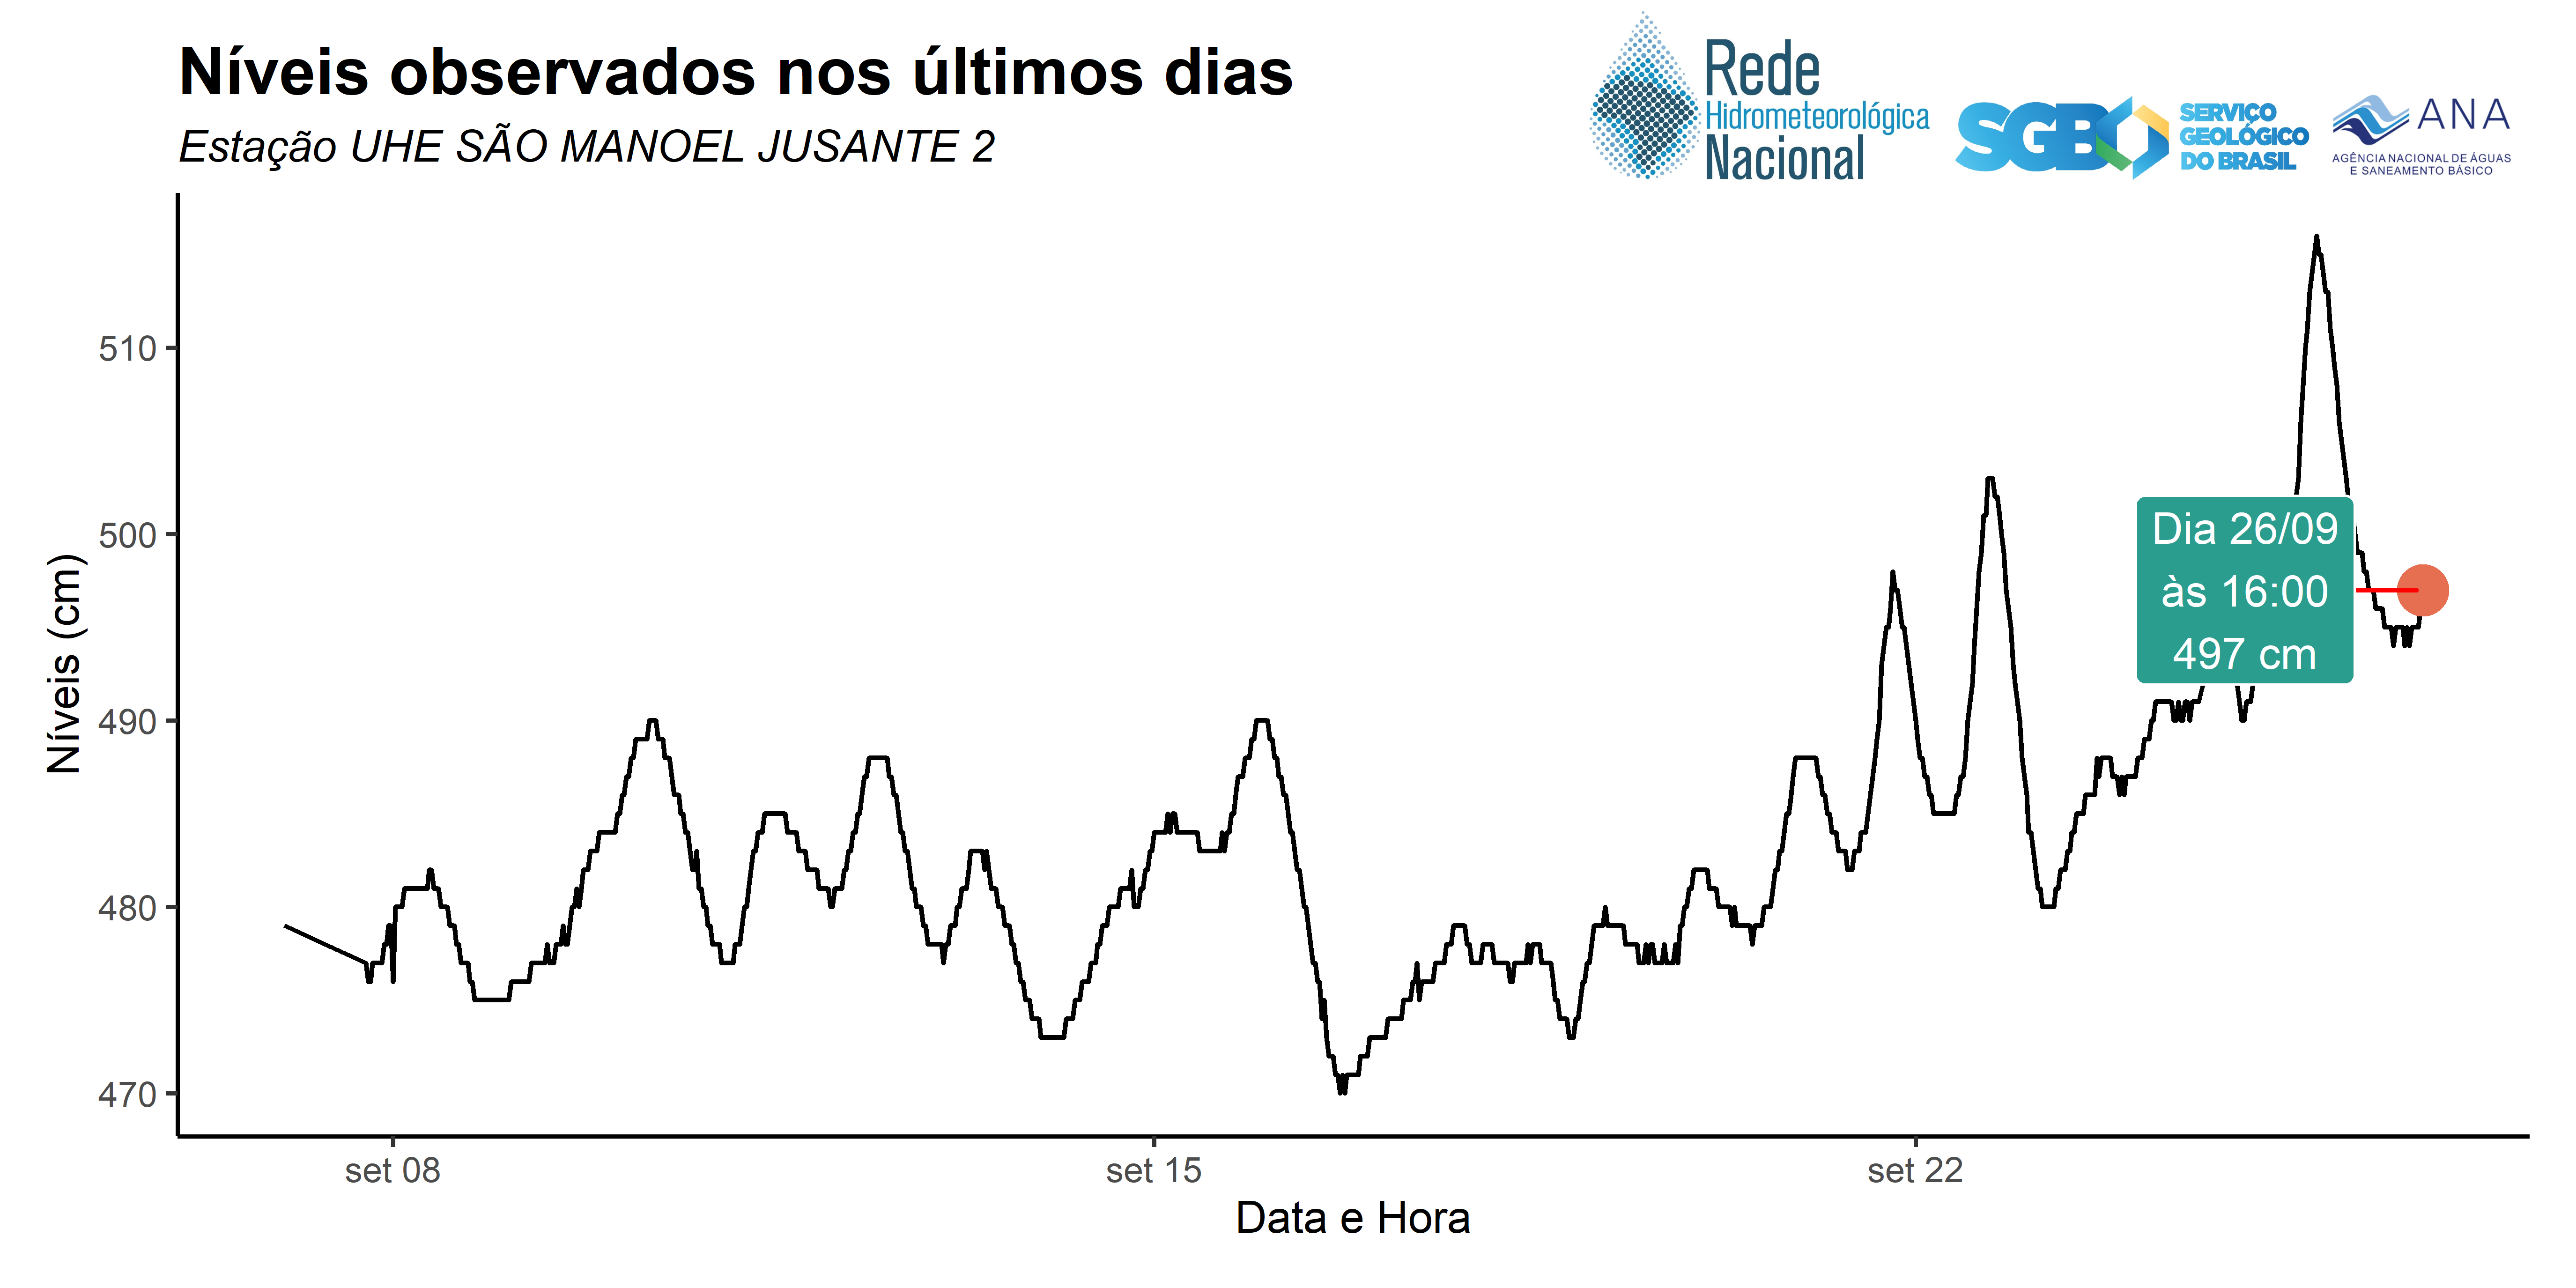 Níveis observados nos últimos dias
Estação UHE SÃO MANOEL JUSANTE 2
Rede
Hidrometeorológica
Nacional
SGB
SERVIÇO
GEOLÓGICO
DO BRASIL
ANA
AGÊNCIA NACIONAL DE ÁGUAS
E SANEAMENTO BÁSICO
Níveis (cm)
510
500
490
480
470
Dia 26/09
às 16:00
497 cm
set 08
set 15
set 22
Data e Hora